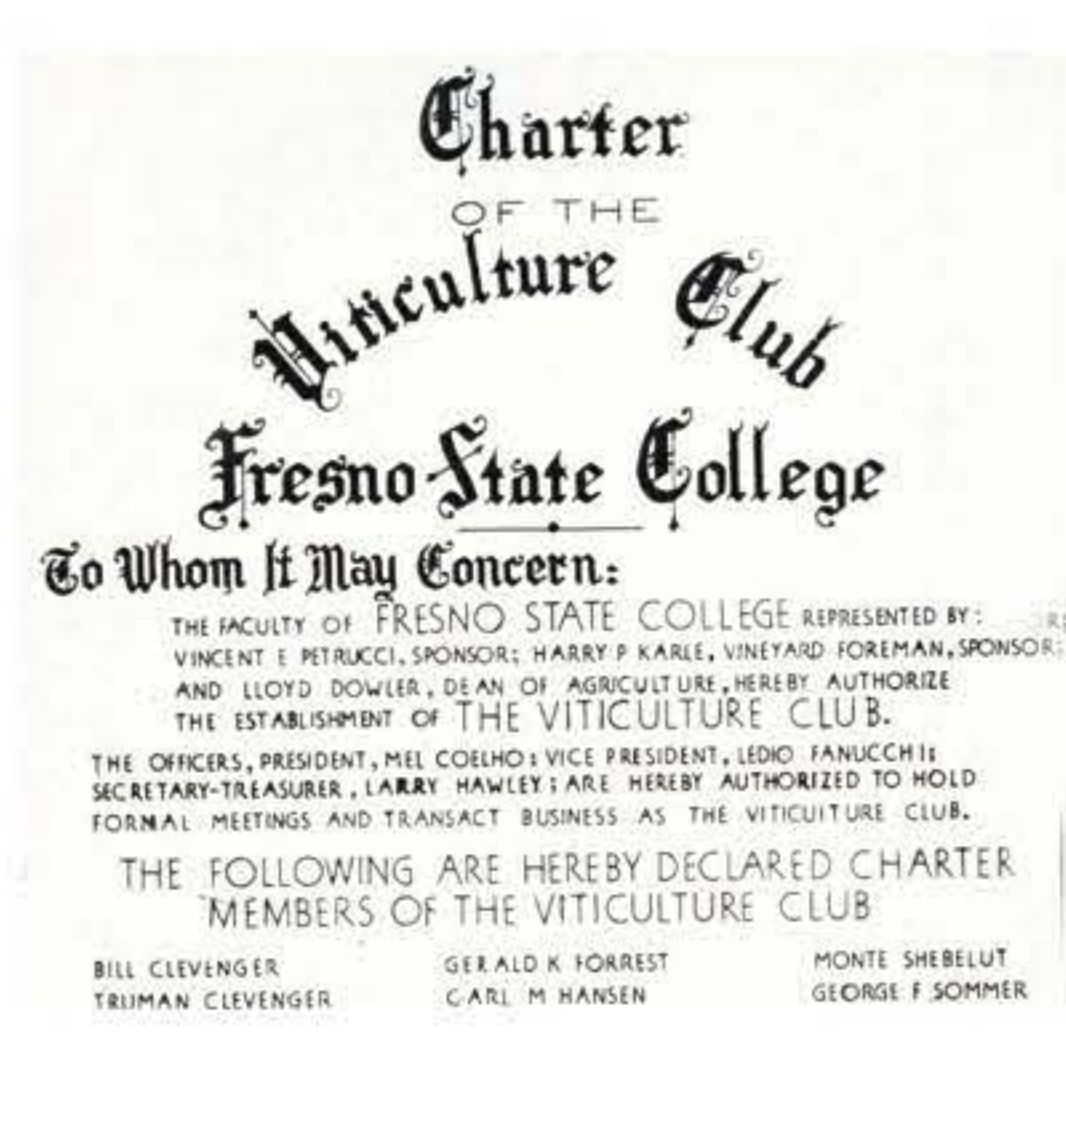 Charter
OF THE
Viticulture Club
Fresno State College
To Whom It May Concern:
THE FACULTY OF FRESNO STATE COLLEGE REPRESENTED BY:
VINCENT E PETRUCCI, SPONSOR; HARRY P KARLE, VINEYARD FOREMAN, SPONSOR;
AND LLOYD DOWLER, DEAN OF AGRICULTURE, HEREBY AUTHORIZE
THE ESTABLISHMENT OF THE VITICULTURE CLUB.
THE OFFICERS, PRESIDENT, MEL COELHO; VICE PRESIDENT, LEDIO FANUCCHI;
SECRETARY-TREASURER, LARRY HAWLEY; ARE HEREBY AUTHORIZED TO HOLD
FORMAL MEETINGS AND TRANSACT BUSINESS AS THE VITICUITURE CLUB.
THE FOLLOWING ARE HEREBY DECLARED CHARTER
MEMBERS OF THE VITICULTURE CLUB
BILL CLEVENGER GERALD K FORREST MONTE SHEBELUT
TRUMAN CLEVENGER CARL M HANSEN GEORGE F SOMMER